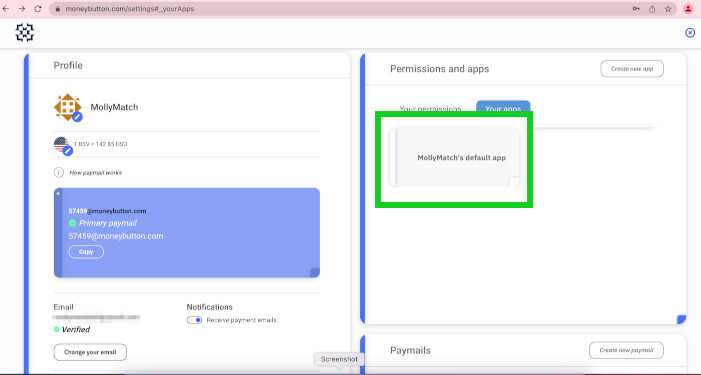 moneybutton.com/settings#_yourApps
Profile
MollyMatch
1 BSV = 142.85 USD
How paymail works
57459@moneybutton.com
Primary paymail
57459@moneybutton.com
Copy
Email
Verified
Change your email
Notifications
Receive payment emails
Permissions and apps
Create new app
Your permissions
Your apps
MollyMatch's default app
Paymails
Create new paymail
Screenshot